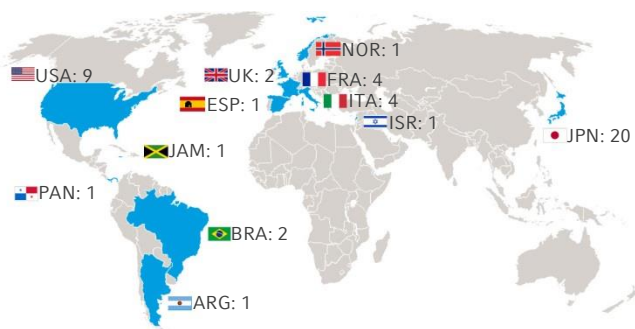 NOR: 1
USA: 9
UK: 2
FRA: 4
ESP: 1
ITA: 4
ISR: 1
JPN: 20
JAM: 1
PAN: 1
BRA: 2
ARG: 1